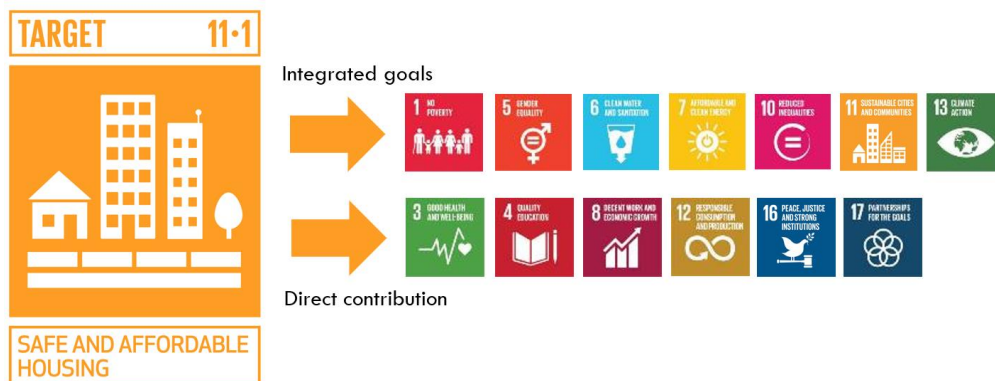 TARGET 11•1
Integrated goals
1 NO
POVERTY
5 GENDER
EQUALITY
6 CLEAN WATER
AND SANITATION
7 AFFORDABLE AND
CLEAN ENERGY
10 REDUCED
INEQUALITIES
11 SUSTAINABLE CITIES
AND COMMUNITIES
13 CLIMATE
ACTION
3 GOOD HEALTH
AND WELL-BEING
4 QUALITY
EDUCATION
8 DECENT WORK AND
ECONOMIC GROWTH
12 RESPONSIBLE
CONSUMPTION
AND PRODUCTION
16 PEACE, JUSTICE
AND STRONG
INSTITUTIONS
17 PARTNERSHIPS
FOR THE GOALS
Direct contribution
SAFE AND AFFORDABLE
HOUSING